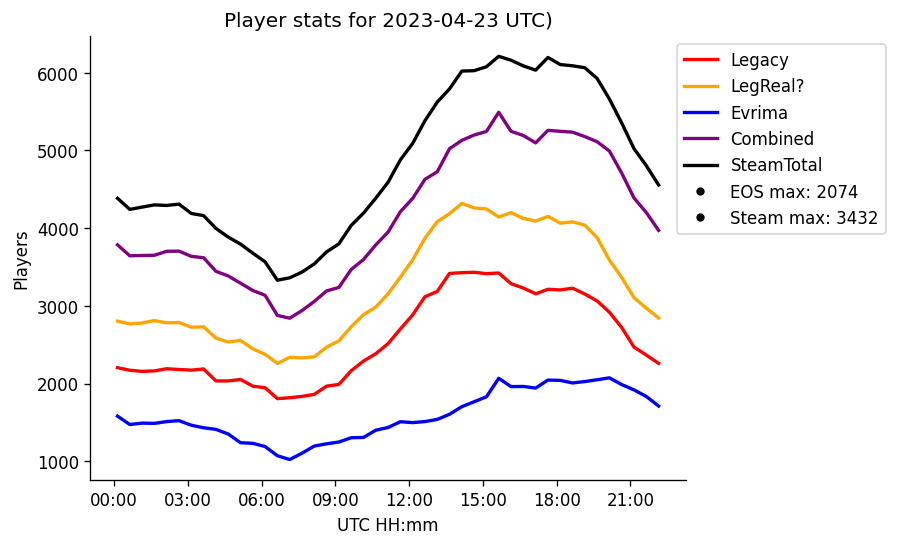 Player stats for 2023-04-23 UTC)
Legacy
LegReal?
Evrima
Combined
SteamTotal
EOS max: 2074
Steam max: 3432
Players
6000
5000
4000
3000
2000
1000
00:00 03:00 06:00 09:00 12:00 15:00 18:00 21:00
UTC HH:mm